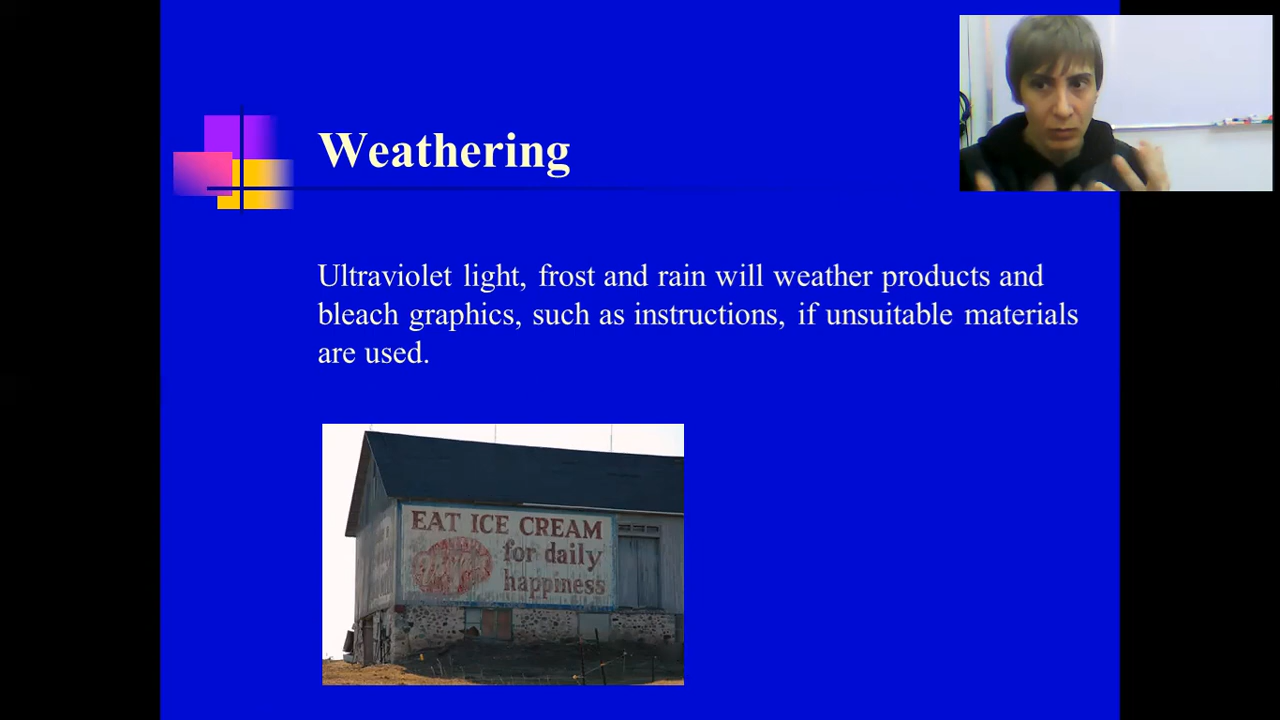 Weathering
Ultraviolet light, frost and rain will weather products and
bleach graphics, such as instructions, if unsuitable materials
are used.
EAT ICE CREAM
for daily
happiness